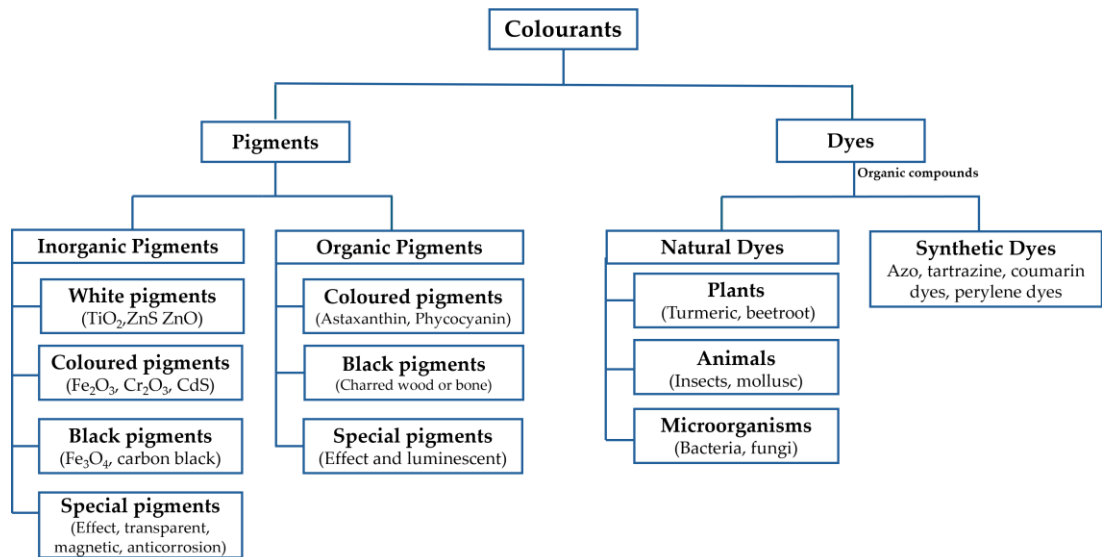 Colourants
Pigments
Dyes
Organic compounds
Inorganic Pigments
White pigments
(TiO₂,ZnS ZnO)
Coloured pigments
(Fe₂O₃, Cr₂O₃, CdS)
Black pigments
(Fe₃O₄, carbon black)
Special pigments
(Effect, transparent,
magnetic, anticorrosion)
Organic Pigments
Coloured pigments
(Astaxanthin, Phycocyanin)
Black pigments
(Charred wood or bone)
Special pigments
(Effect and luminescent)
Natural Dyes
Plants
(Turmeric, beetroot)
Animals
(Insects, mollusc)
Microorganisms
(Bacteria, fungi)
Synthetic Dyes
Azo, tartrazine, coumarin
dyes, perylene dyes